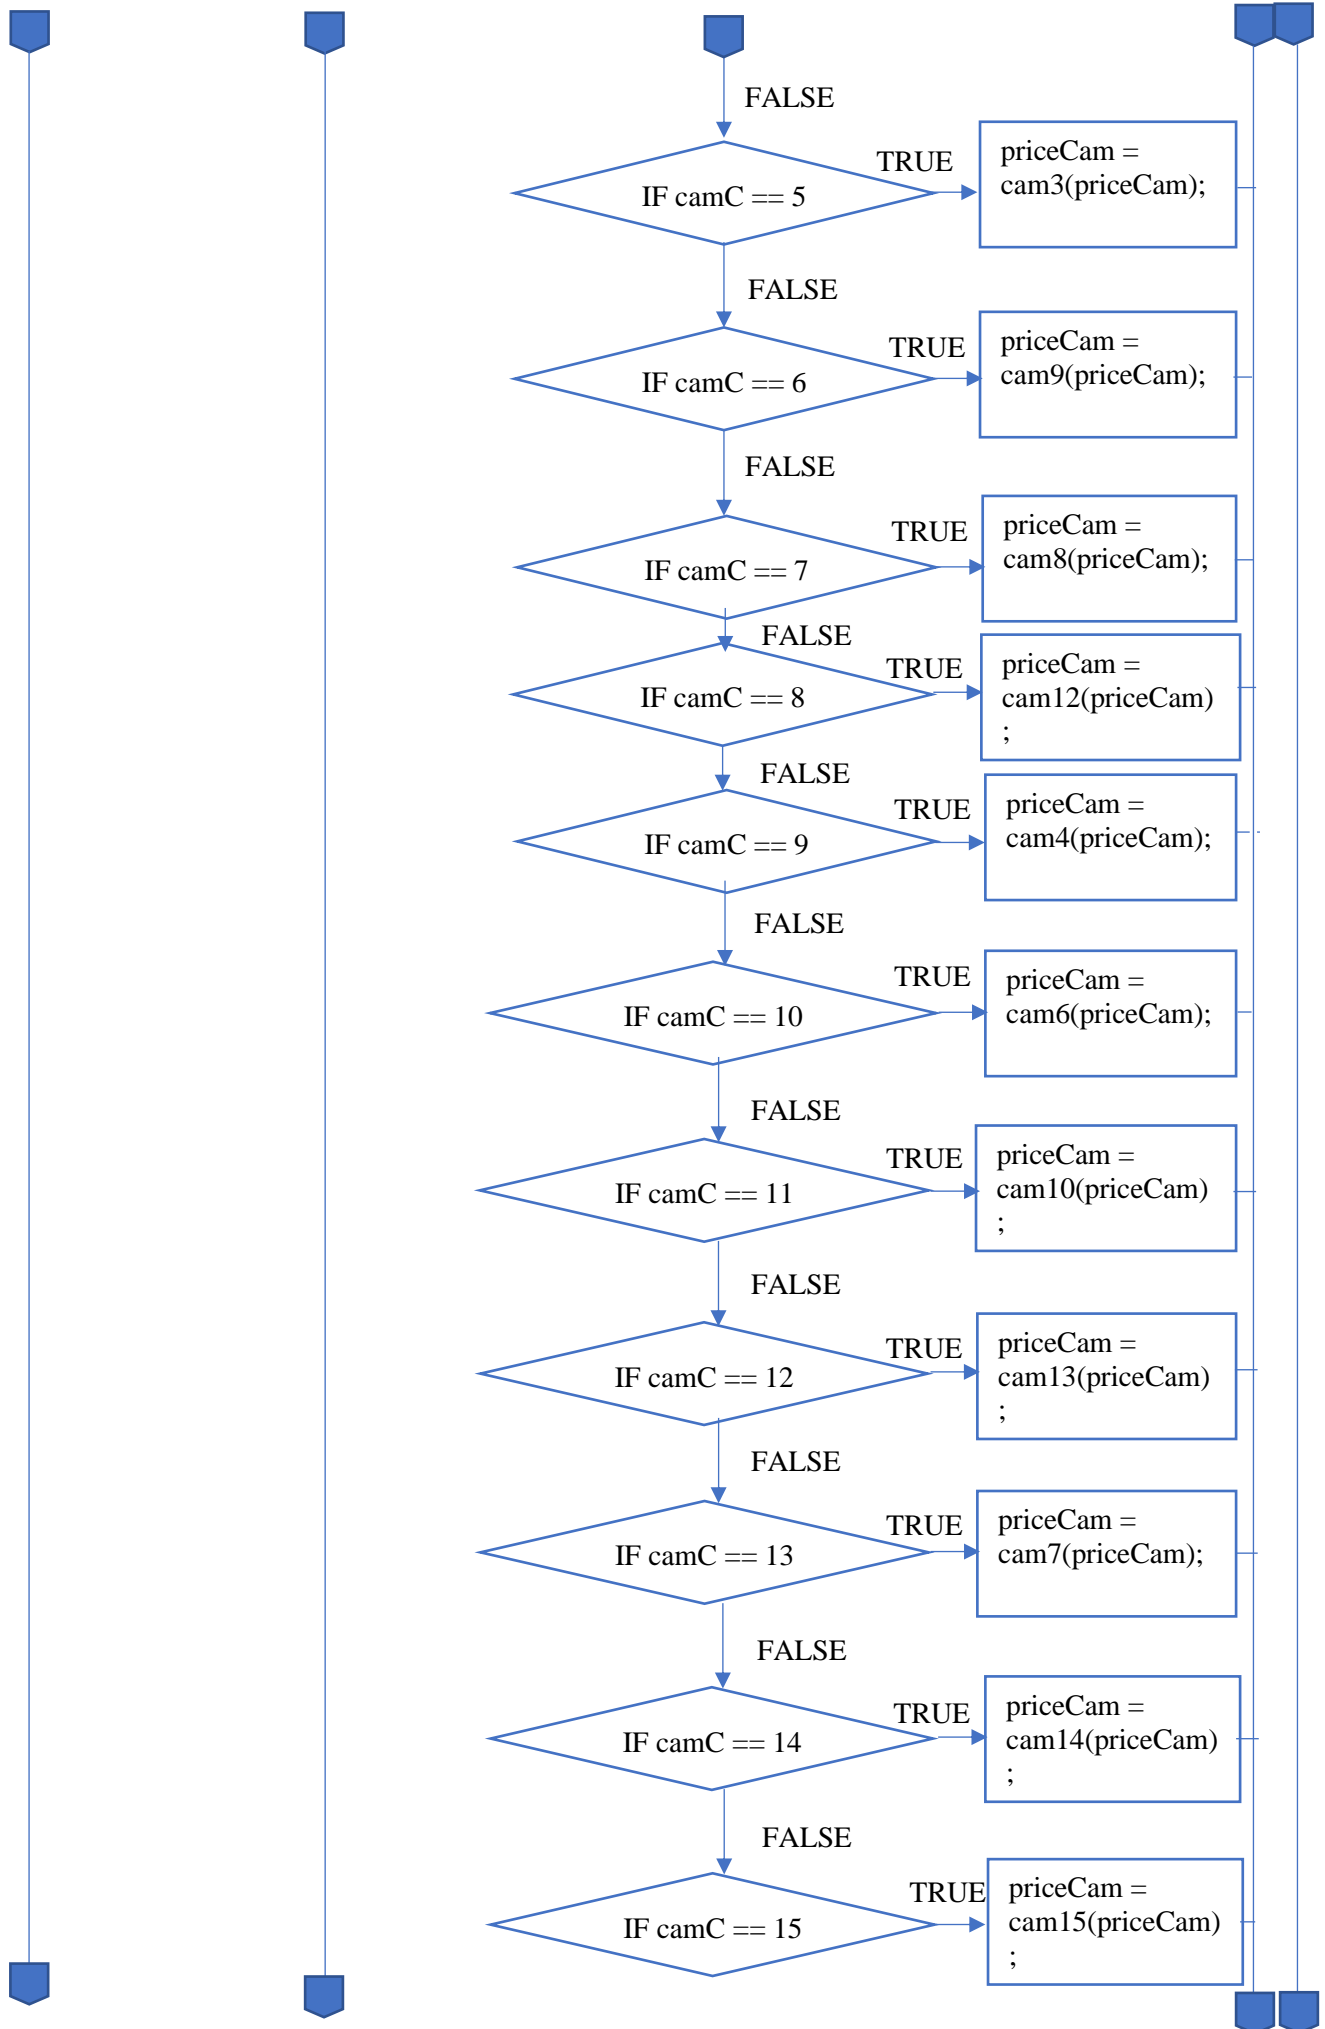 FALSE
TRUE
priceCam =
cam3(priceCam);
IF camC == 5
FALSE
TRUE
priceCam =
cam9(priceCam);
IF camC == 6
FALSE
TRUE
priceCam =
cam8(priceCam);
IF camC == 7
FALSE
TRUE
priceCam =
cam12(priceCam)
;
IF camC == 8
FALSE
TRUE
priceCam =
cam4(priceCam);
IF camC == 9
FALSE
TRUE
priceCam =
cam6(priceCam);
IF camC == 10
FALSE
TRUE
priceCam =
cam10(priceCam)
;
IF camC == 11
FALSE
TRUE
priceCam =
cam13(priceCam)
;
IF camC == 12
FALSE
TRUE
priceCam =
cam7(priceCam);
IF camC == 13
FALSE
TRUE
priceCam =
cam14(priceCam)
;
IF camC == 14
FALSE
TRUE
priceCam =
cam15(priceCam)
;
IF camC == 15